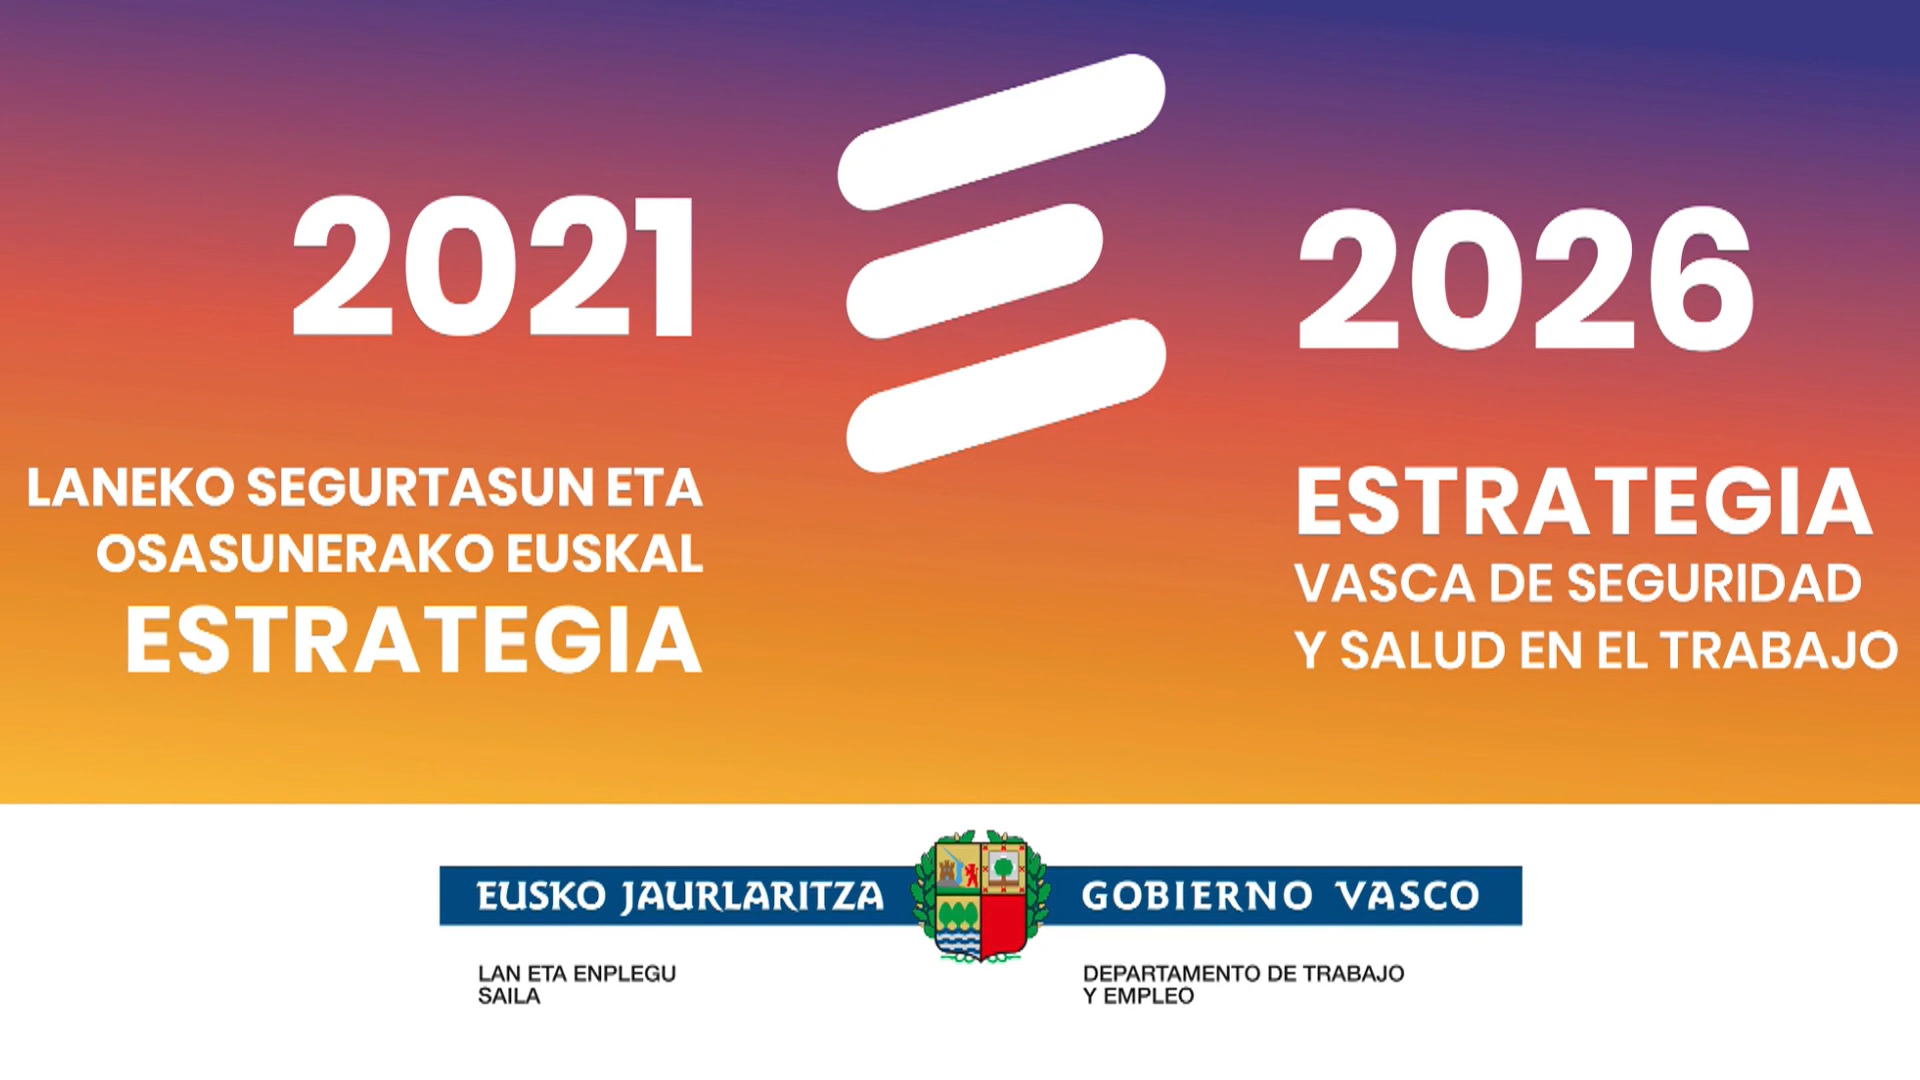 2021
LANEKO SEGURTASUN ETA
OSASUNERAKO EUSKAL
ESTRATEGIA
2026
ESTRATEGIA
VASCA DE SEGURIDAD
Y SALUD EN EL TRABAJO
EUSKO JAURLARITZA
GOBIERNO VASCO
LAN ETA ENPLEGU
SAILA
DEPARTAMENTO DE TRABAJO
Y EMPLEO